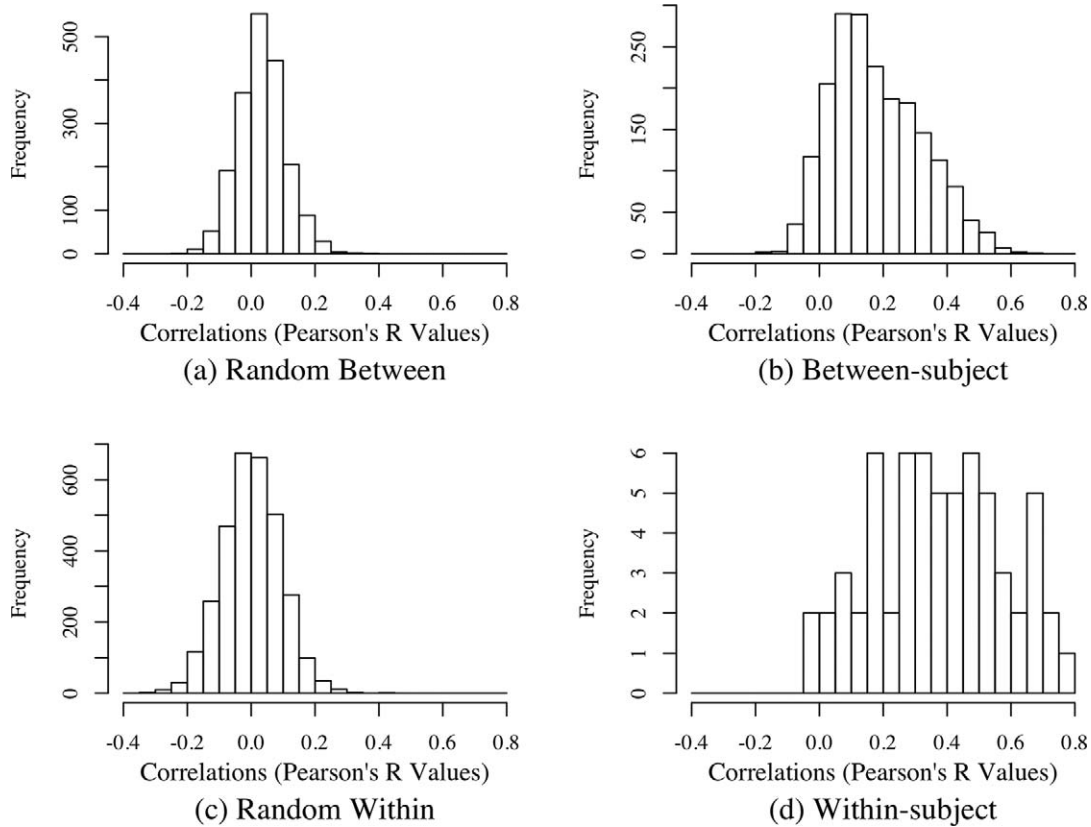 Frequency
0 100 300 500
-0.4 -0.2 0.0 0.2 0.4 0.6 0.8
Correlations (Pearson's R Values)
(a) Random Between
Frequency
0 50 150 250
-0.4 -0.2 0.0 0.2 0.4 0.6 0.8
Correlations (Pearson's R Values)
(b) Between-subject
Frequency
0 200 400 600
-0.4 -0.2 0.0 0.2 0.4 0.6 0.8
Correlations (Pearson's R Values)
(c) Random Within
Frequency
0 1 2 3 4 5 6
-0.4 -0.2 0.0 0.2 0.4 0.6 0.8
Correlations (Pearson's R Values)
(d) Within-subject